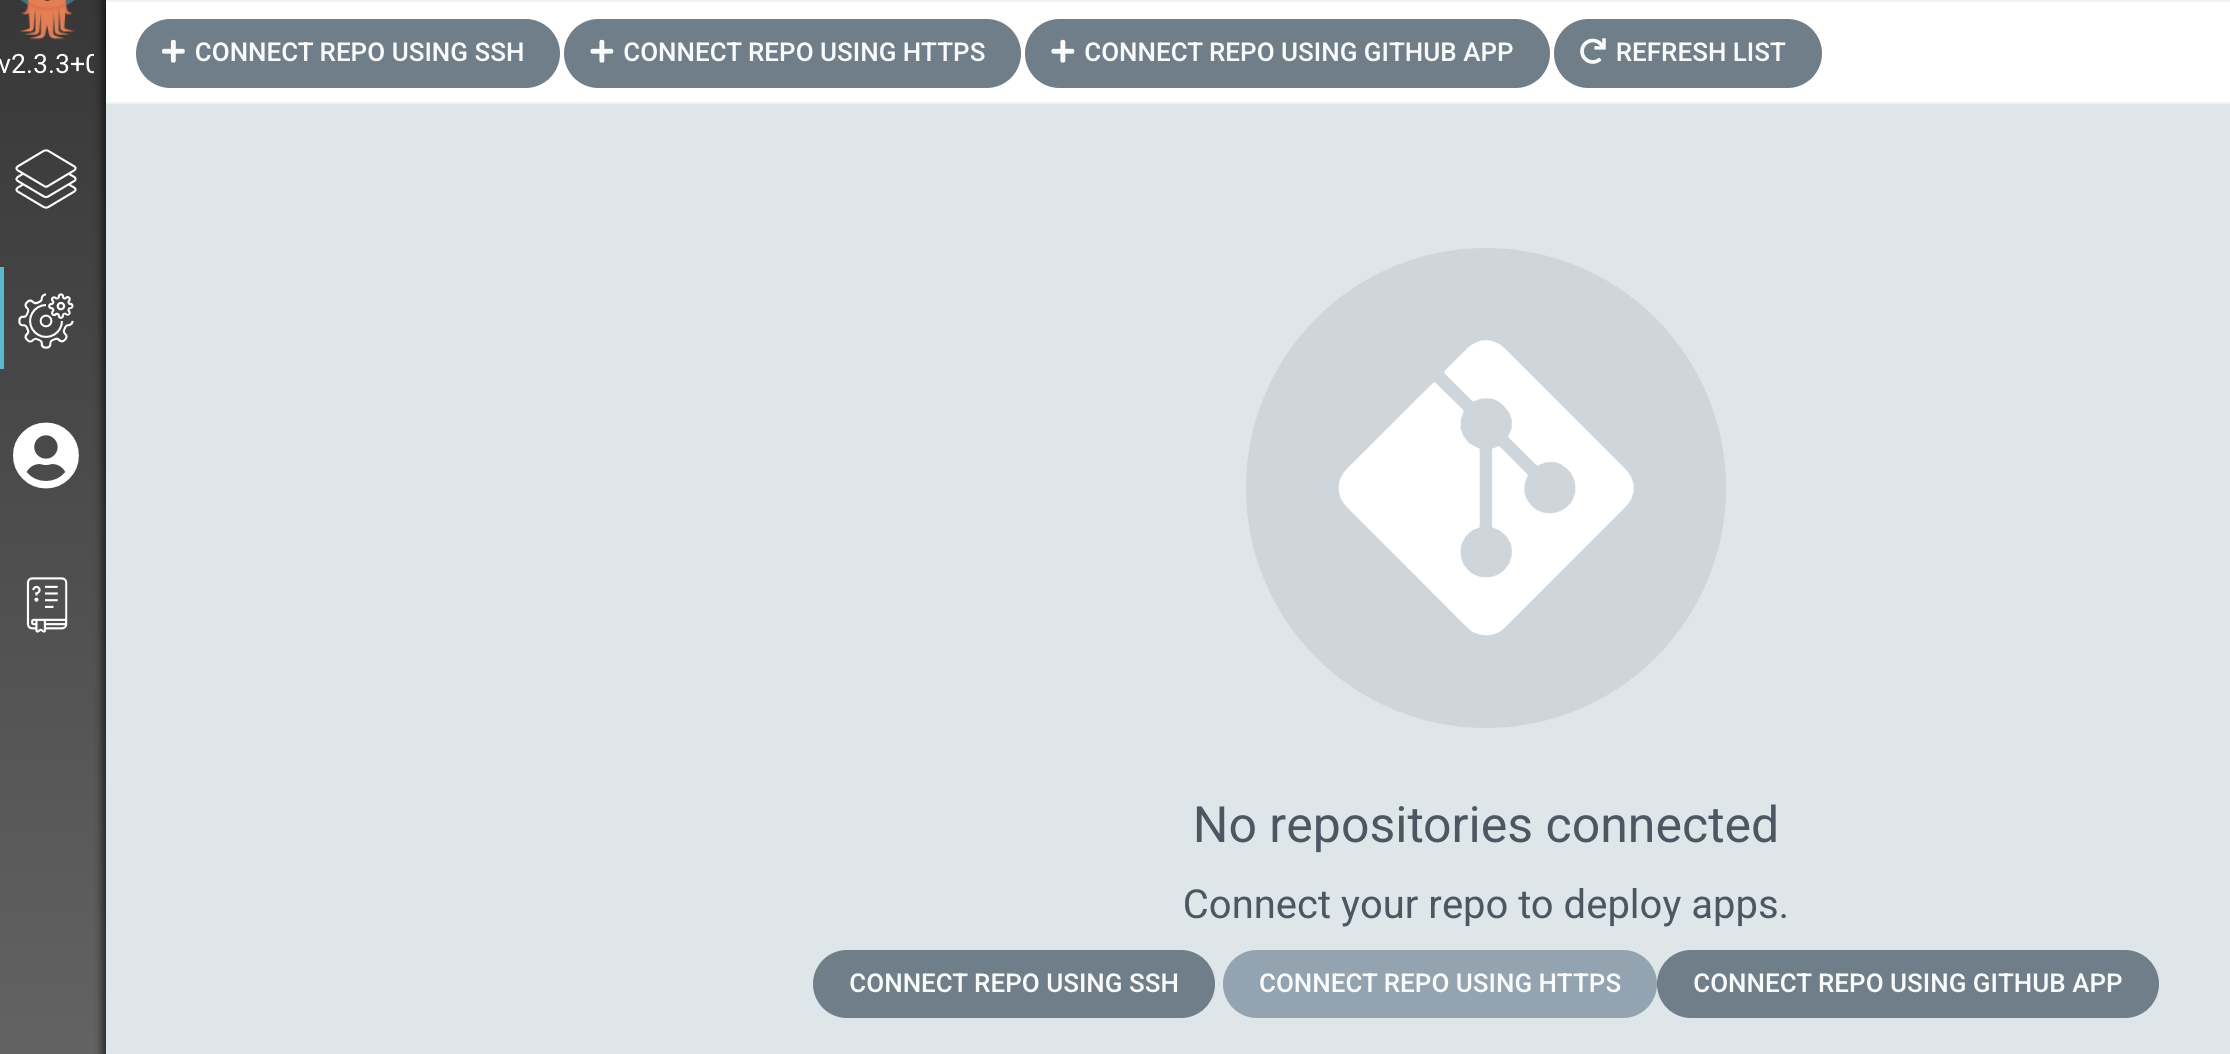 v2.3.3+
CONNECT REPO USING SSH
CONNECT REPO USING HTTPS
CONNECT REPO USING GITHUB APP
REFRESH LIST
No repositories connected
Connect your repo to deploy apps.
CONNECT REPO USING SSH
CONNECT REPO USING HTTPS
CONNECT REPO USING GITHUB APP